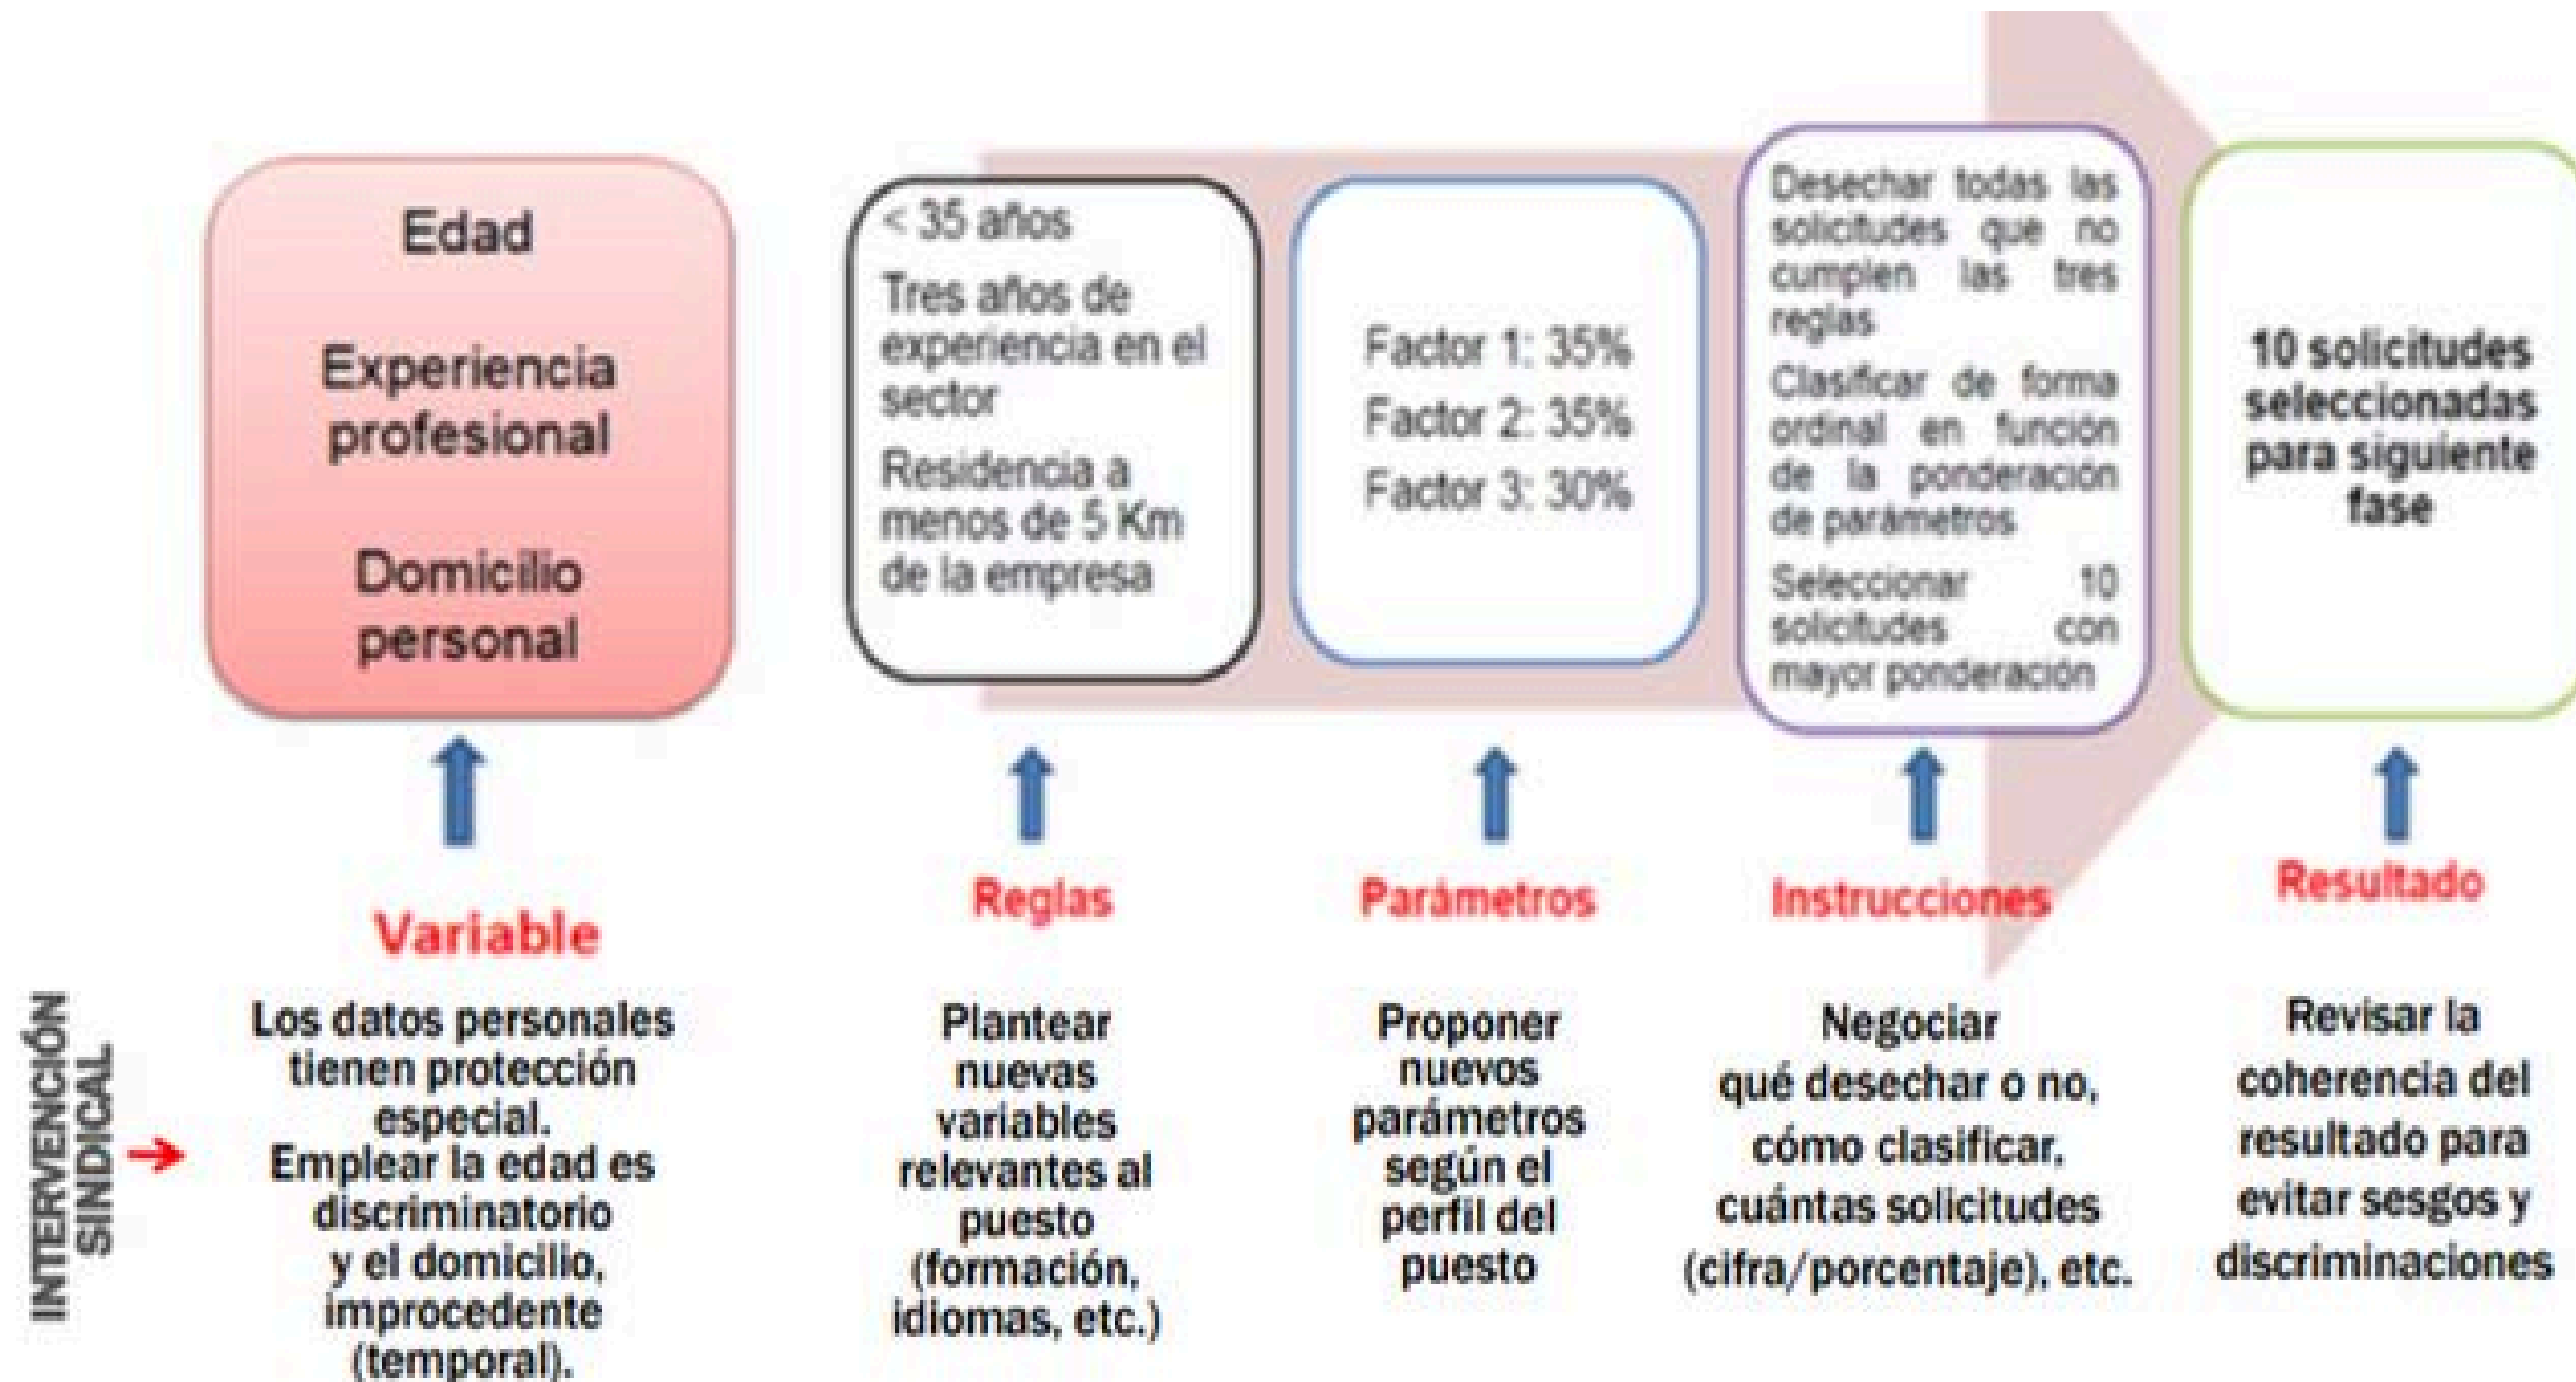 Edad
Experiencia
profesional
Domicilio
personal
< 35 años
Tres años de
experiencia en el
sector
Residencia a
menos de 5 Km
de la empresa
Factor 1: 35%
Factor 2: 35%
Factor 3: 30%
Desechar todas las
solicitudes que no
cumplen las tres
reglas
Clasificar de forma
ordinal en función
de la ponderación
de parámetros
Seleccionar 10
solicitudes con
mayor ponderación
10 solicitudes
seleccionadas
para siguiente
fase
Variable
Reglas
Parámetros
Instrucciones
Resultado
INTERVENCIÓN
SINDICAL
Los datos personales
tienen protección
especial.
Emplear la edad es
discriminatorio
y el domicilio,
improcedente
(temporal).
Plantear
nuevas
variables
relevantes al
puesto
(formación,
idiomas, etc.)
Proponer
nuevos
parámetros
según el
perfil del
puesto
Negociar
qué desechar o no,
cómo clasificar,
cuántas solicitudes
(cifra/porcentaje), etc.
Revisar la
coherencia del
resultado para
evitar sesgos y
discriminaciones